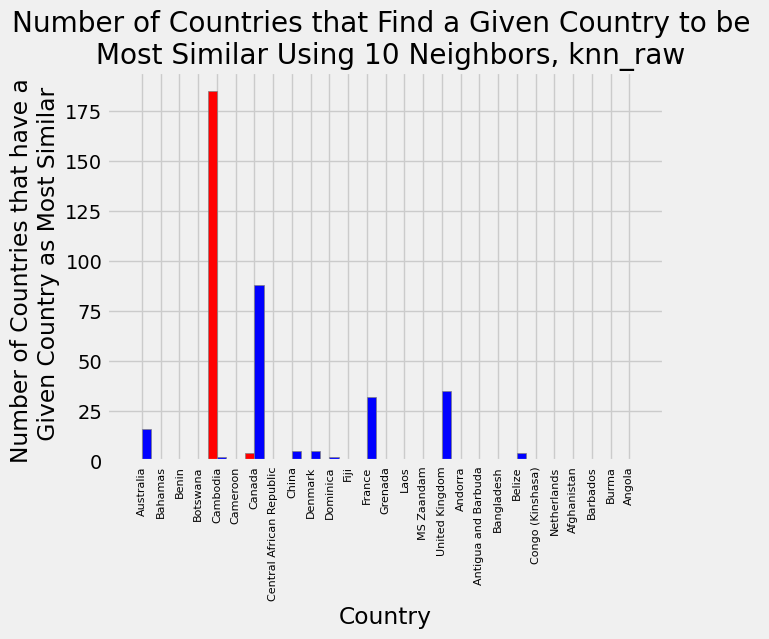 Number of Countries that Find a Given Country to be
Most Similar Using 10 Neighbors, knn_raw
Number of Countries that have a
Given Country as Most Similar
175
150
125
100
75
50
25
0
Australia
Bahamas
Benin
Botswana
Cambodia
Cameroon
Canada
Central African Republic
China
Denmark
Dominica
Fiji
France
Grenada
Laos
MS Zaandam
United Kingdom
Andorra
Antigua and Barbuda
Bangladesh
Belize
Congo (Kinshasa)
Netherlands
Afghanistan
Barbados
Burma
Angola
Country